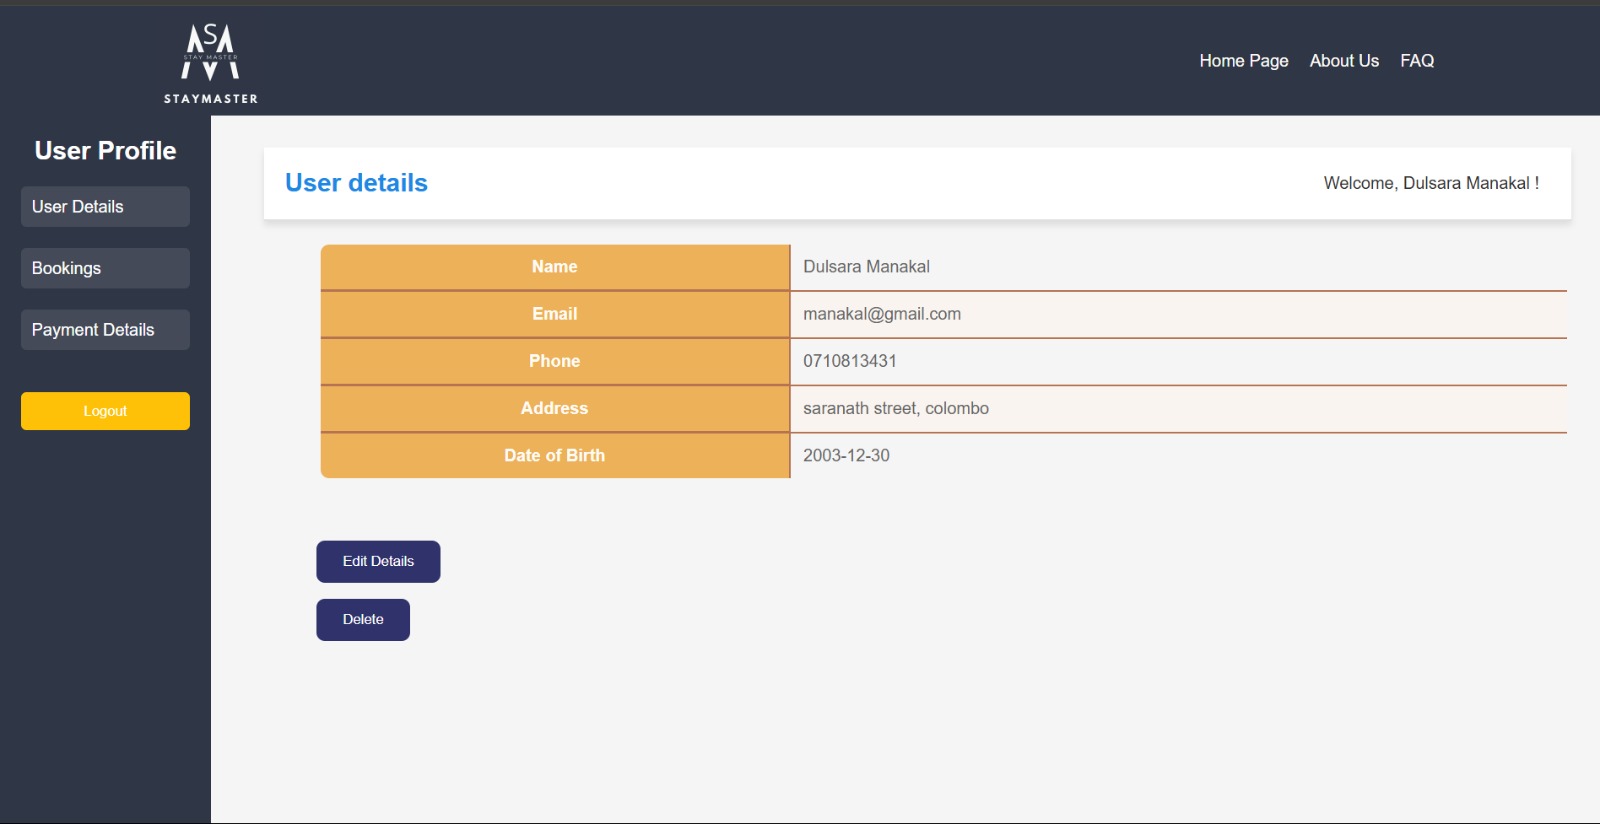 SA
STAY MASTER
M
STAYMASTER
Home Page About Us FAQ
User Profile
User Details
Bookings
Payment Details
Logout
User details
Welcome, Dulsara Manakal !
Name Dulsara Manakal
Email manakal@gmail.com
Phone 0710813431
Address saranath street, colombo
Date of Birth 2003-12-30
Edit Details
Delete